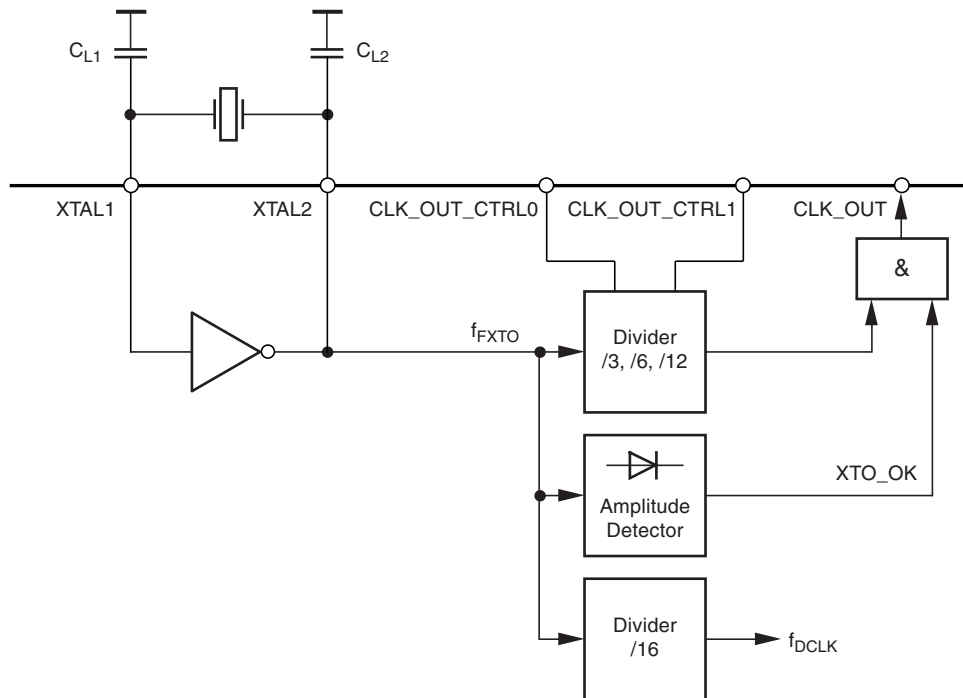 C_L1
C_L2
XTAL1
XTAL2
CLK_OUT_CTRL0
CLK_OUT_CTRL1
CLK_OUT
&
f_FXTO
Divider
/3, /6, /12
XTO_OK
Amplitude
Detector
Divider
/16
f_DCLK